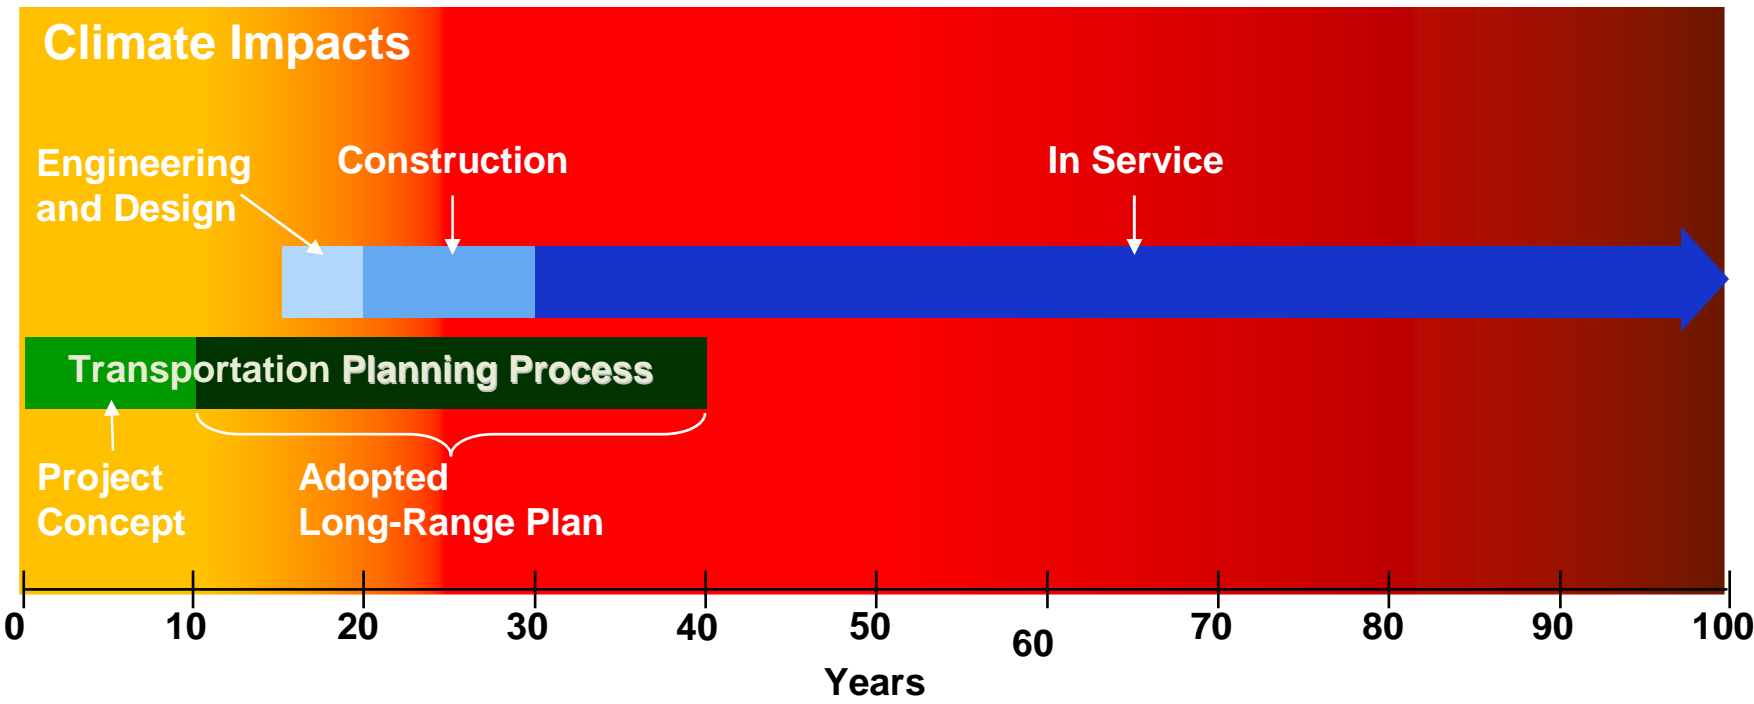 Climate Impacts
Engineering
and Design
Construction
In Service
Transportation Planning Process
Project
Concept
Adopted
Long-Range Plan
0 10 20 30 40 50 60 70 80 90 100
Years